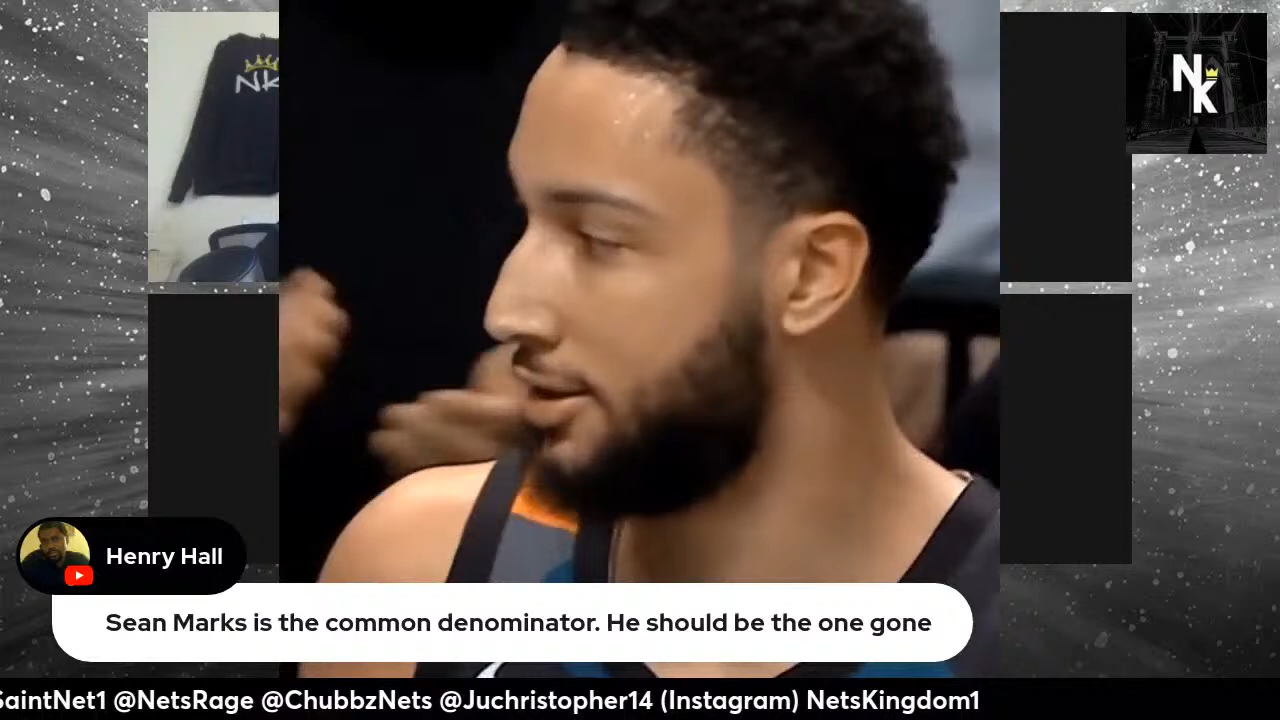 NK
NK
Henry Hall
Sean Marks is the common denominator. He should be the one gone
SaintNet1 @NetsRage @ChubbzNets @Juchristopher14 (Instagram) NetsKingdom1